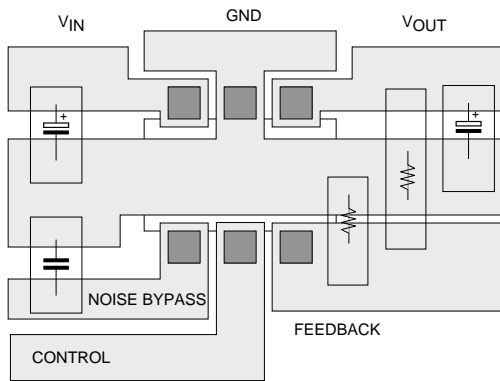 VIN
GND
VOUT
+
+
NOISE BYPASS
FEEDBACK
CONTROL